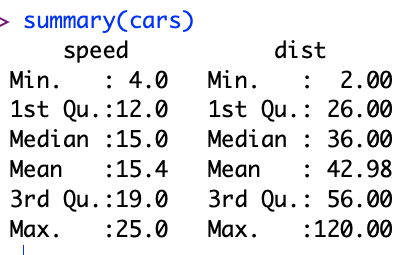 > summary(cars)
     speed           dist
 Min.   : 4.0   Min.   :  2.00
 1st Qu.:12.0   1st Qu.: 26.00
 Median :15.0   Median : 36.00
 Mean   :15.4   Mean   : 42.98
 3rd Qu.:19.0   3rd Qu.: 56.00
 Max.   :25.0   Max.   :120.00